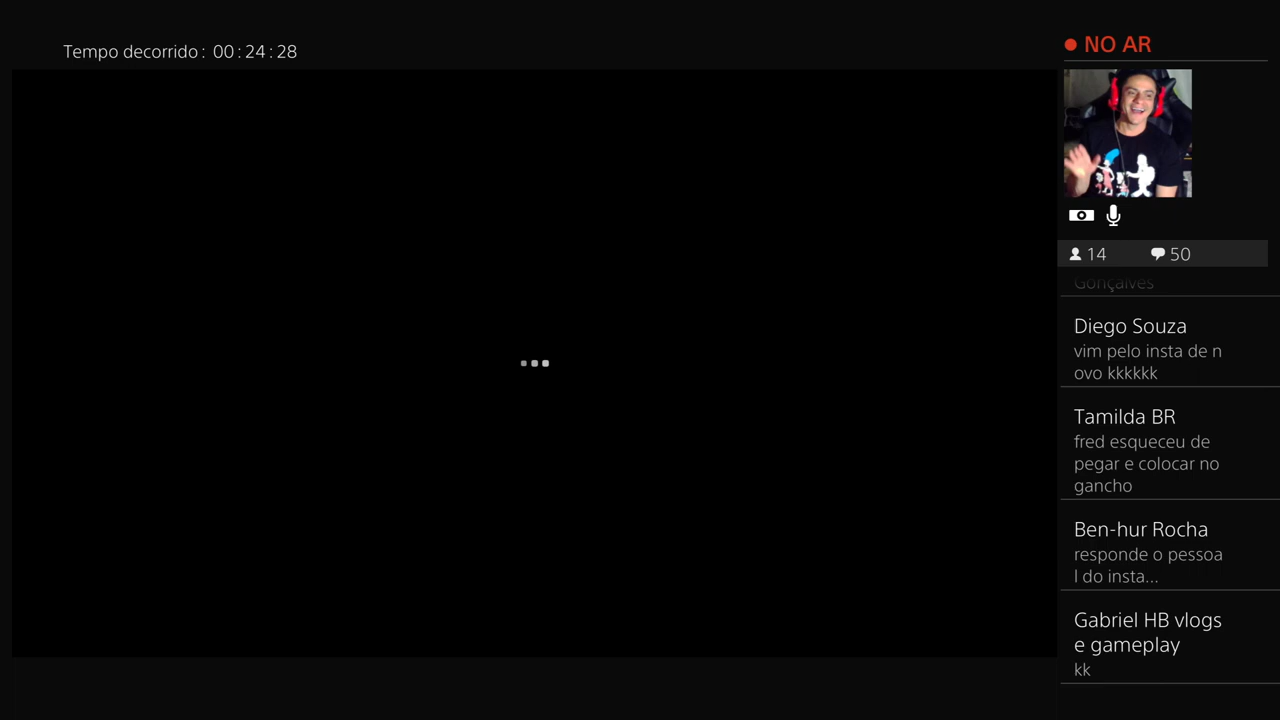 Tempo decorrido: 00:24:28
NO AR
14 50
Gonçalves
Diego Souza
vim pelo insta de n
ovo kkkkkk
Tamilda BR
fred esqueceu de
pegar e colocar no
gancho
Ben-hur Rocha
responde o pessoa
l do insta...
Gabriel HB vlogs
e gameplay
kk